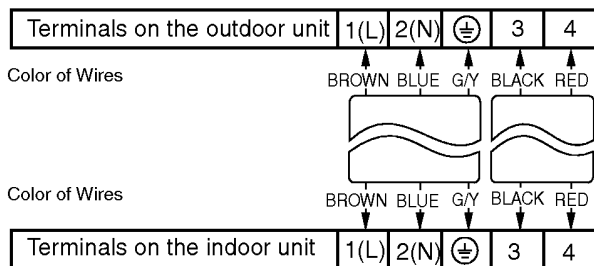 Terminals on the outdoor unit 1(L) 2(N) ⏚ 3 4
Color of Wires
BROWN BLUE G/Y BLACK RED
Color of Wires
BROWN BLUE G/Y BLACK RED
Terminals on the indoor unit 1(L) 2(N) ⏚ 3 4